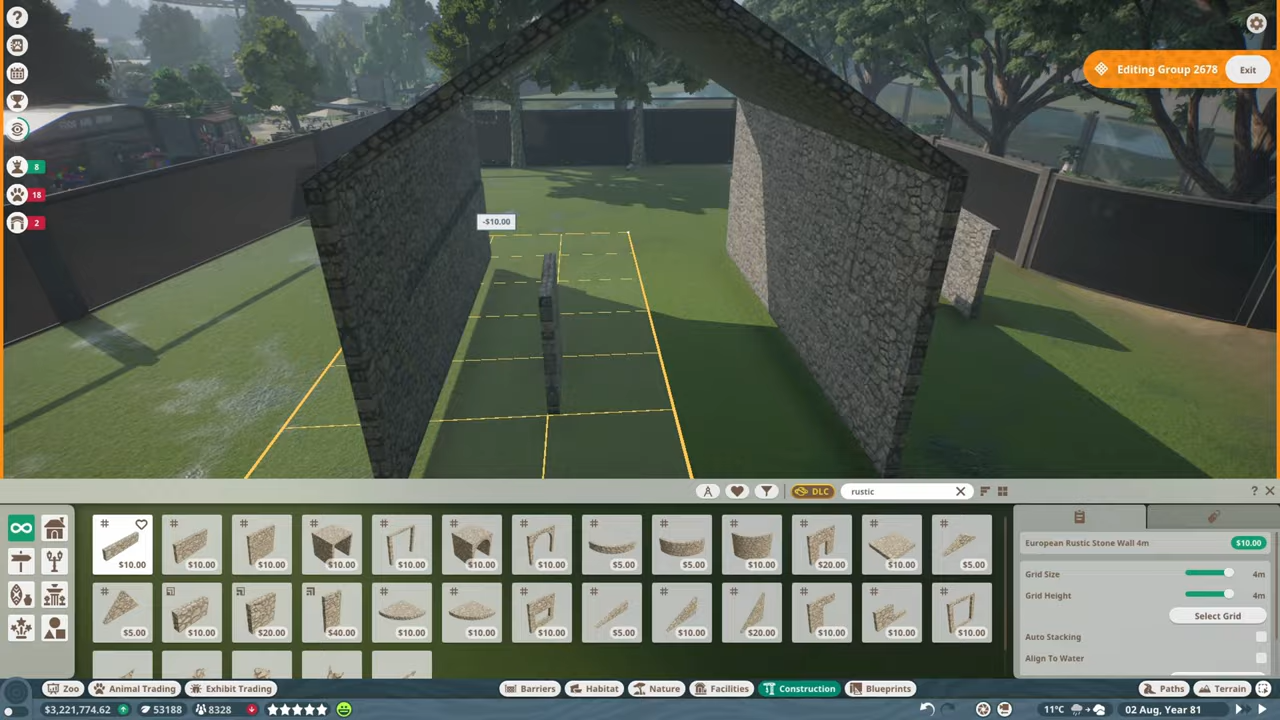 ?
Editing Group 2678
Exit
8
18
2
-$10.00
DLC
rustic
?
$10.00
$10.00
$10.00
$10.00
$10.00
$10.00
$10.00
$5.00
$5.00
$10.00
$20.00
$10.00
$5.00
$5.00
$10.00
$20.00
$40.00
$10.00
$10.00
$10.00
$5.00
$10.00
$20.00
$10.00
$10.00
$10.00
European Rustic Stone Wall 4m
$10.00
Grid Size
4m
Grid Height
4m
Select Grid
Auto Stacking
Align To Water
Zoo
Animal Trading
Exhibit Trading
Barriers
Habitat
Nature
Facilities
Construction
Blueprints
Paths
Terrain
$3,221,774.62
53188
8328
11°C
02 Aug, Year 81